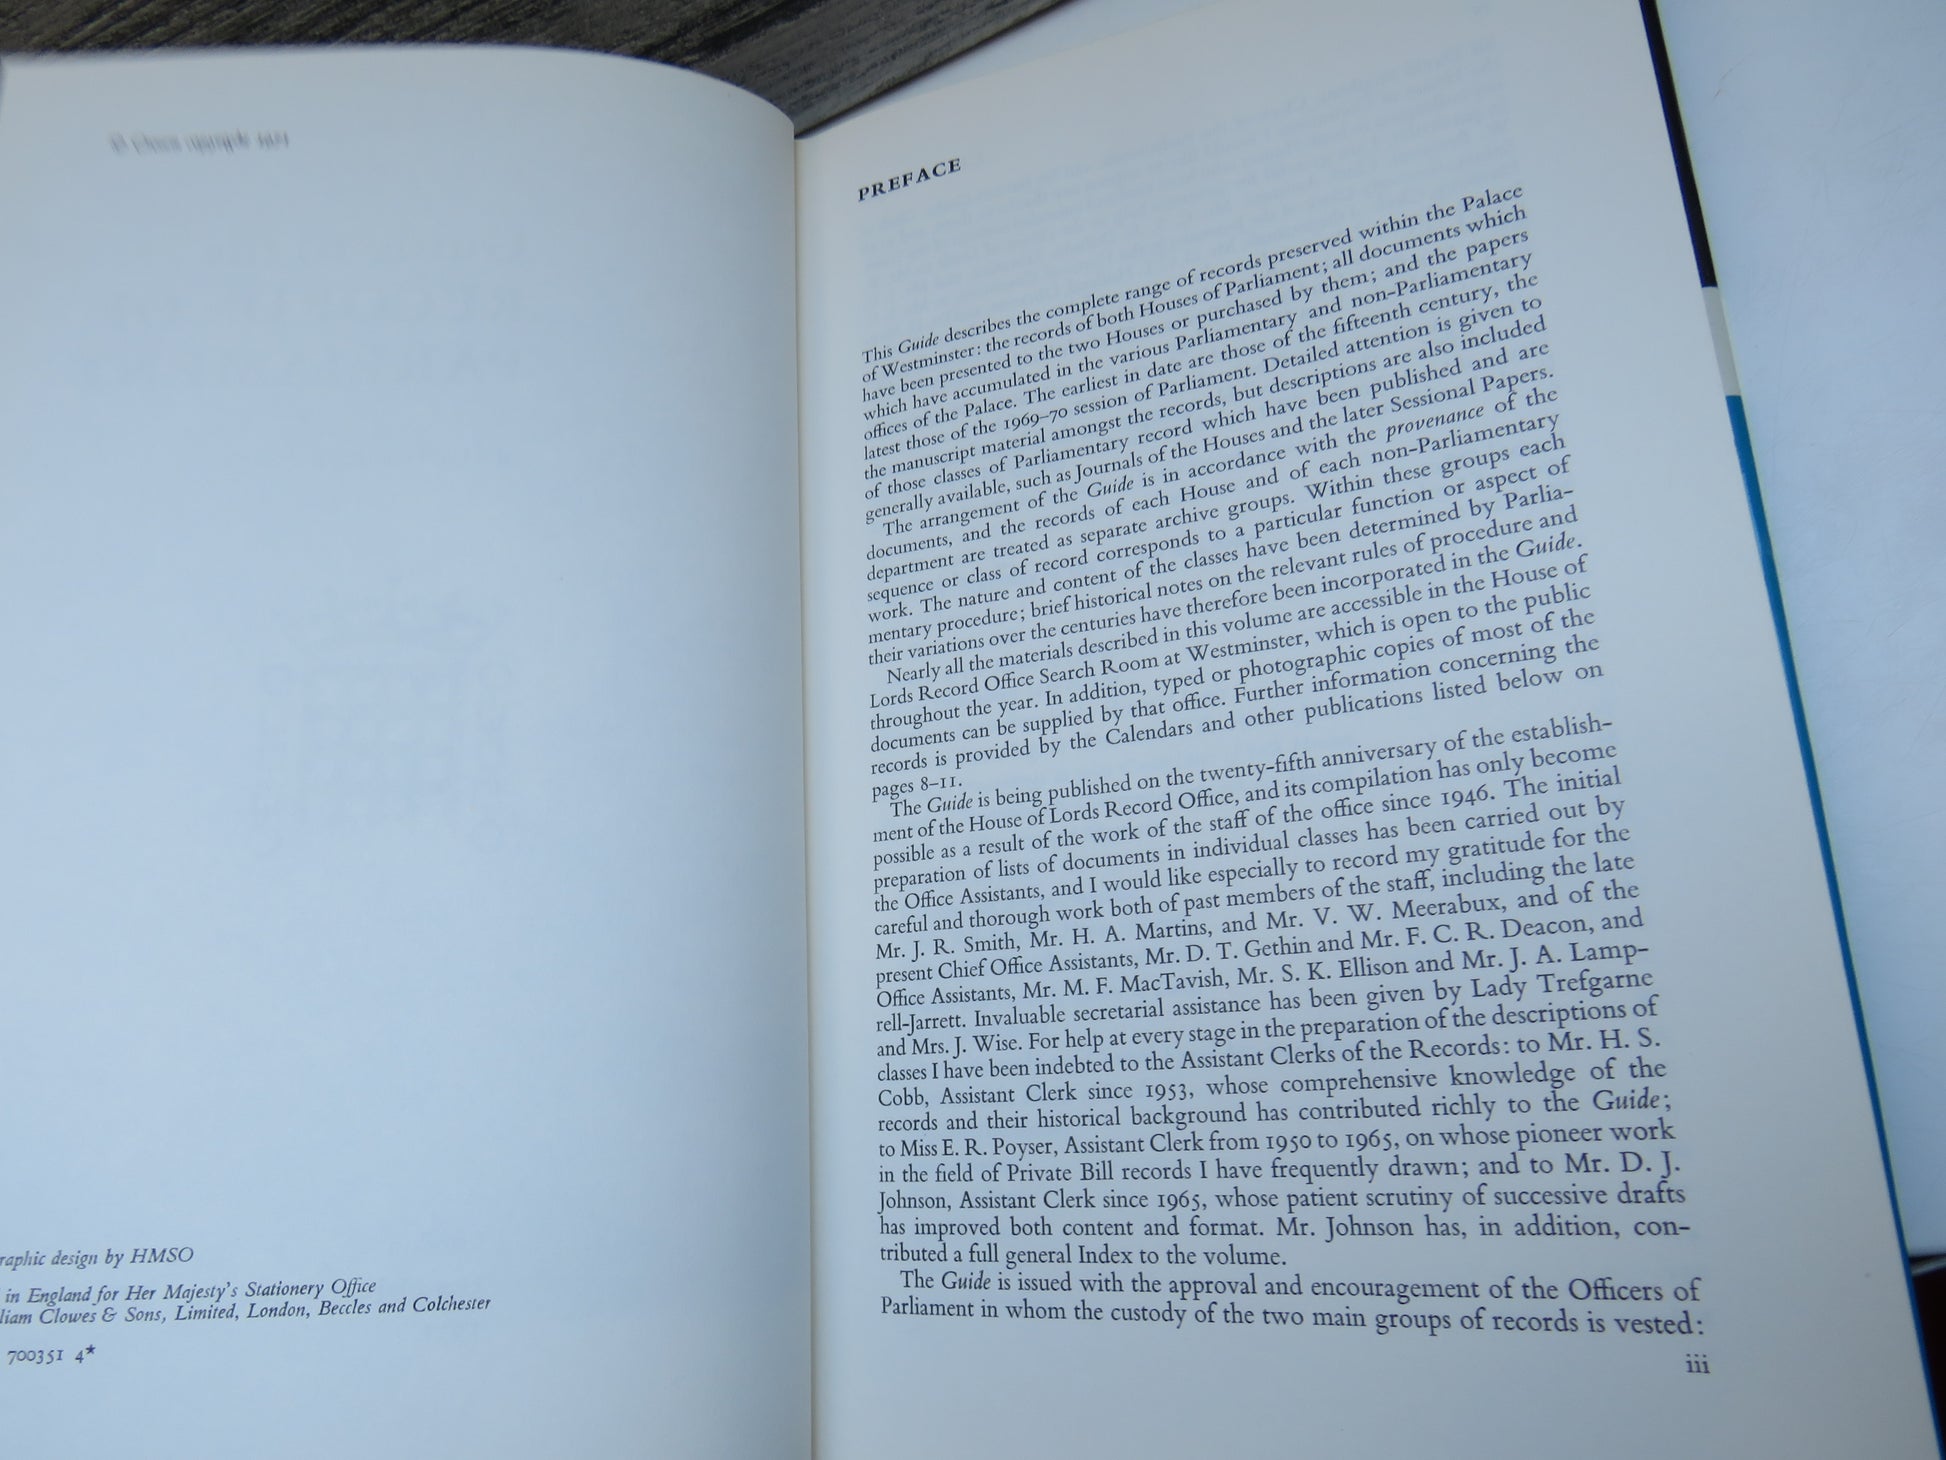 raphic design by HMSO
in England for Her Majesty's Stationery Office
liam Clowes & Sons, Limited, London, Beccles and Colchester
700351 4*
PREFACE
This Guide describes the complete range of records preserved within the Palace
of Westminster: the records of both Houses of Parliament; all documents which
have been presented to the two Houses or purchased by them; and the papers
which have accumulated in the various Parliamentary and non-Parliamentary
offices of the Palace. The earliest in date are those of the fifteenth century, the
latest those of the 1969–70 session of Parliament. Detailed attention is given to
the manuscript material amongst the records, but descriptions are also included
of those classes of Parliamentary record which have been published and are
generally available, such as Journals of the Houses and the later Sessional Papers.
The arrangement of the Guide is in accordance with the provenance of the
documents, and the records of each House and of each non-Parliamentary
department are treated as separate archive groups. Within these groups each
sequence or class of record corresponds to a particular function or aspect of
work. The nature and content of the classes have been determined by Parlia-
mentary procedure; brief historical notes on the relevant rules of procedure and
their variations over the centuries have therefore been incorporated in the Guide.
Nearly all the materials described in this volume are accessible in the House of
Lords Record Office Search Room at Westminster, which is open to the public
throughout the year. In addition, typed or photographic copies of most of the
documents can be supplied by that office. Further information concerning the
records is provided by the Calendars and other publications listed below on
pages 8–11.
The Guide is being published on the twenty-fifth anniversary of the establish-
ment of the House of Lords Record Office, and its compilation has only become
possible as a result of the work of the staff of the office since 1946. The initial
preparation of lists of documents in individual classes has been carried out by
the Office Assistants, and I would like especially to record my gratitude for the
careful and thorough work both of past members of the staff, including the late
Mr. J. R. Smith, Mr. H. A. Martins, and Mr. V. W. Meerabux, and of the
present Chief Office Assistants, Mr. D. T. Gethin and Mr. F. C. R. Deacon, and
Office Assistants, Mr. M. F. MacTavish, Mr. S. K. Ellison and Mr. J. A. Lamp-
rell-Jarrett. Invaluable secretarial assistance has been given by Lady Trefgarne
and Mrs. J. Wise. For help at every stage in the preparation of the descriptions of
classes I have been indebted to the Assistant Clerks of the Records: to Mr. H. S.
Cobb, Assistant Clerk since 1953, whose comprehensive knowledge of the
records and their historical background has contributed richly to the Guide;
to Miss E. R. Poyser, Assistant Clerk from 1950 to 1965, on whose pioneer work
in the field of Private Bill records I have frequently drawn; and to Mr. D. J.
Johnson, Assistant Clerk since 1965, whose patient scrutiny of successive drafts
has improved both content and format. Mr. Johnson has, in addition, con-
tributed a full general Index to the volume.
The Guide is issued with the approval and encouragement of the Officers of
Parliament in whom the custody of the two main groups of records is vested:
iii